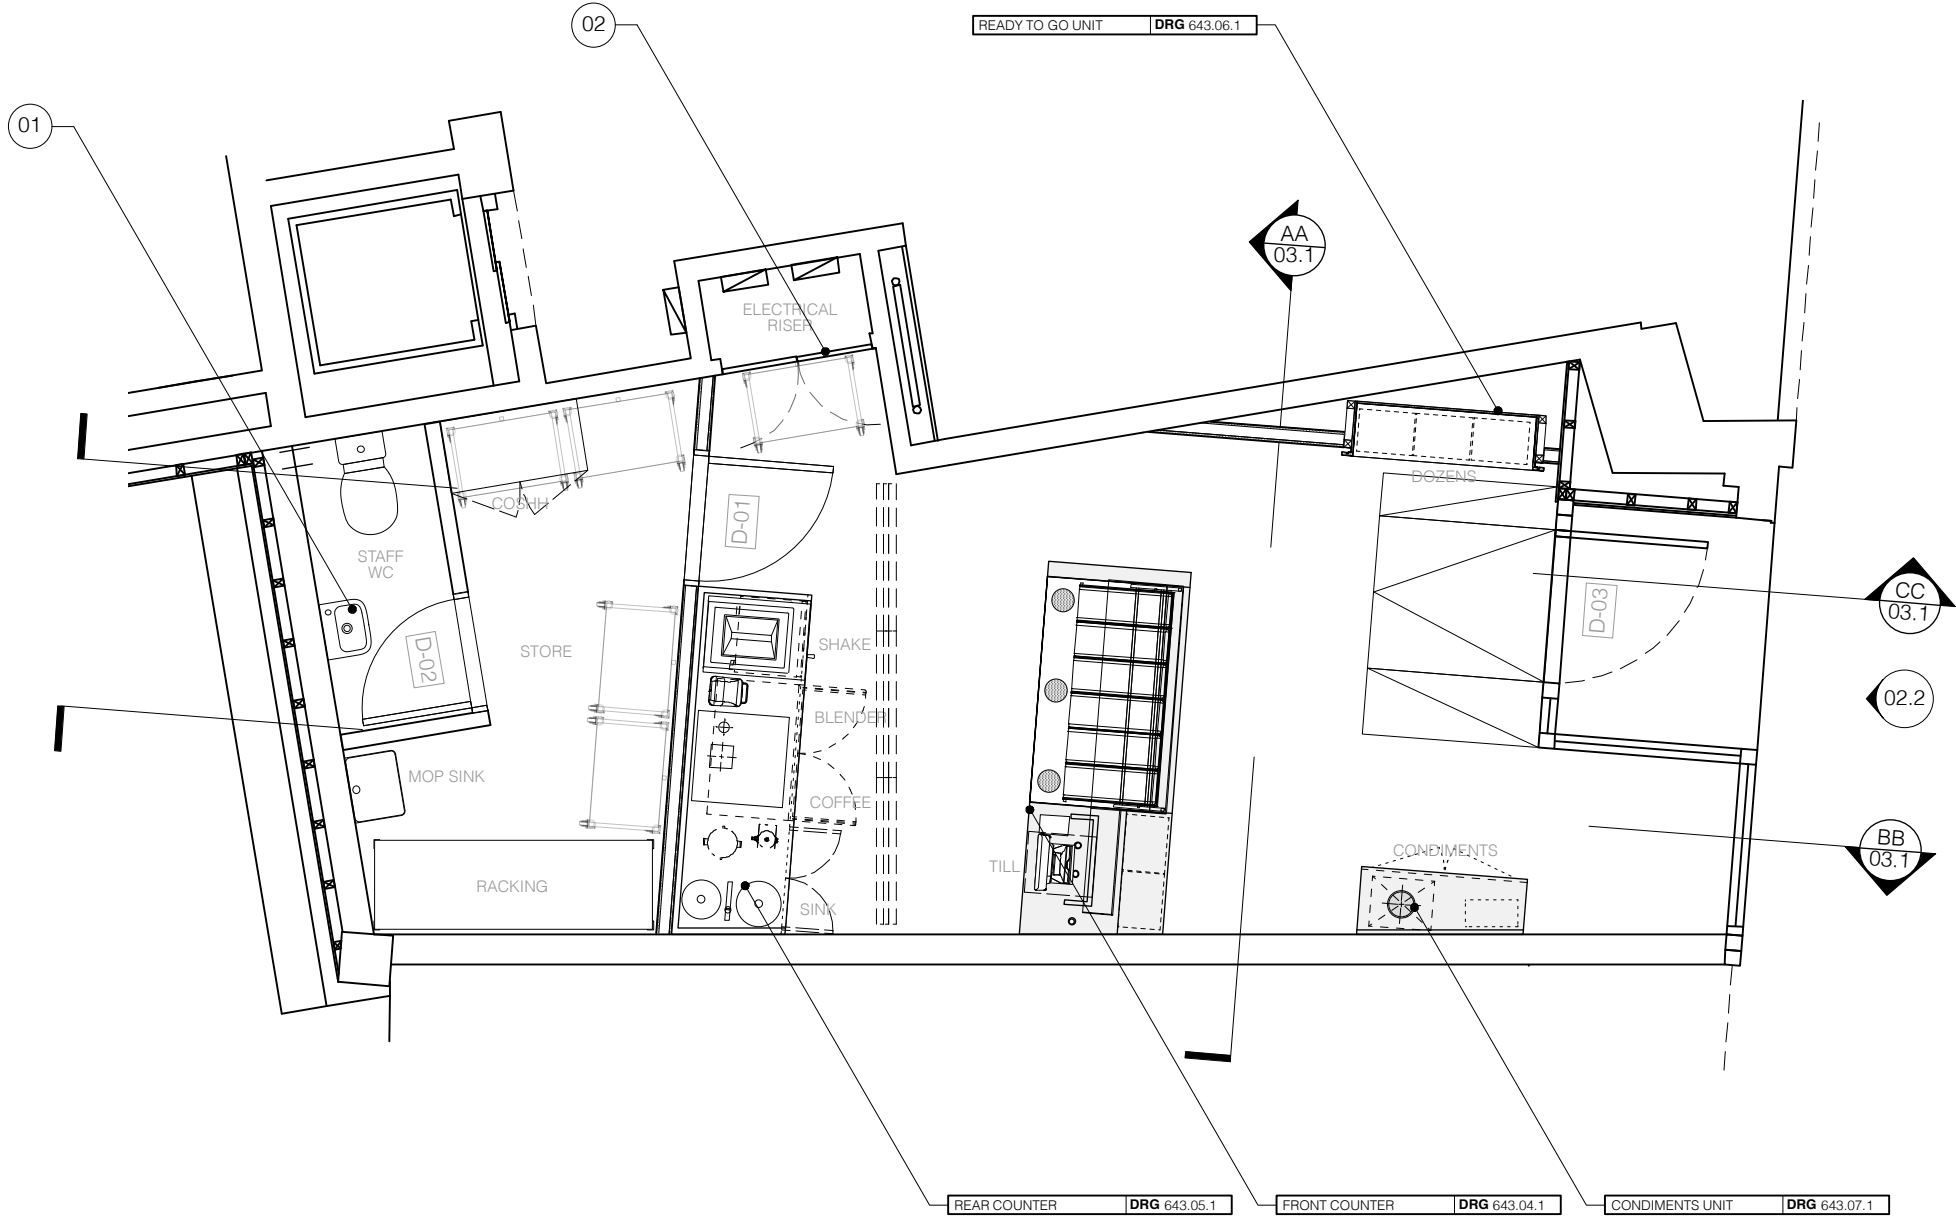 02
READY TO GO UNIT DRG 643.06.1
01
AA
03.1
ELECTRICAL
RISER
DOZENS
COSHH
D-01
STAFF
WC
CC
03.1
D-03
D-02
STORE
SHAKE
02.2
BLENDER
MOP SINK
COFFEE
BB
03.1
CONDIMENTS
TILL
RACKING
SINK
REAR COUNTER DRG 643.05.1
FRONT COUNTER DRG 643.04.1
CONDIMENTS UNIT DRG 643.07.1